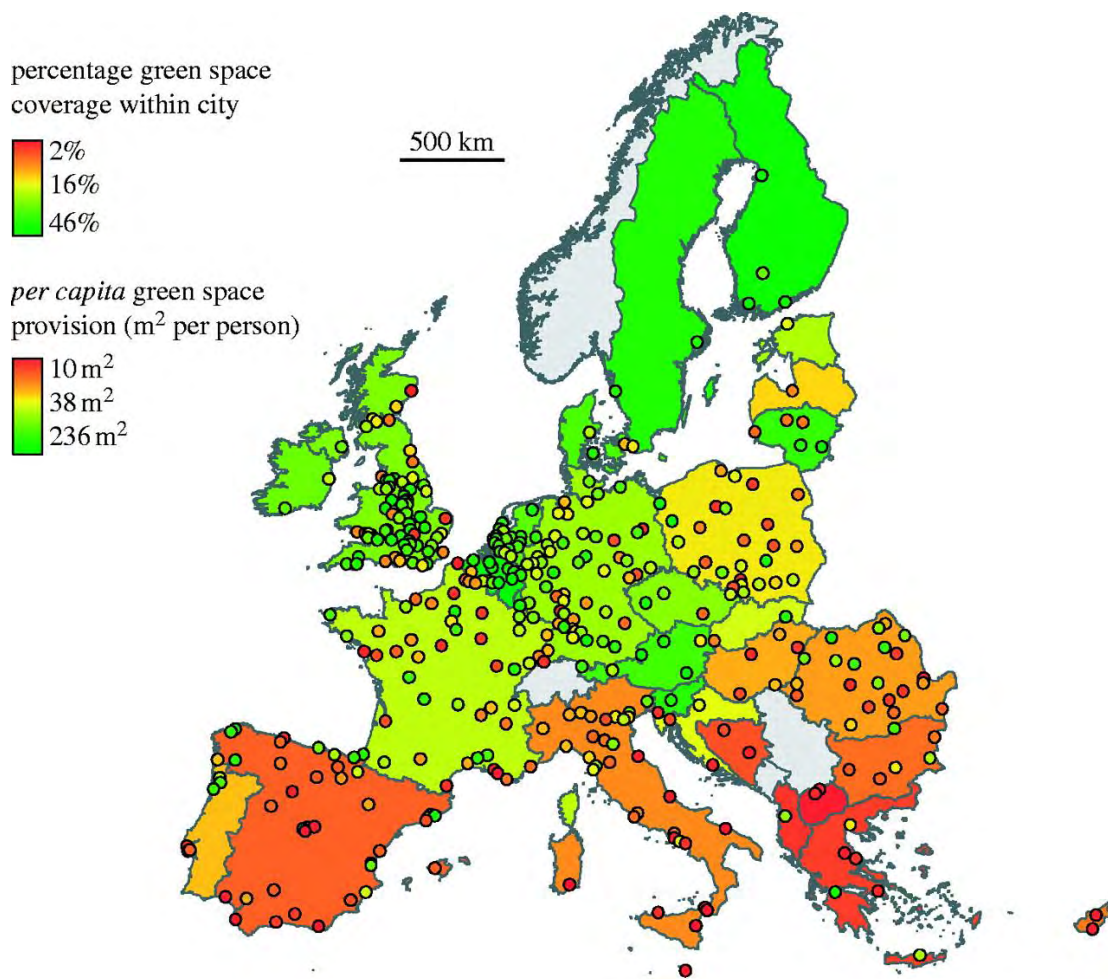 percentage green space
coverage within city
2%
16%
46%
500 km
per capita green space
provision (m² per person)
10 m²
38 m²
236 m²